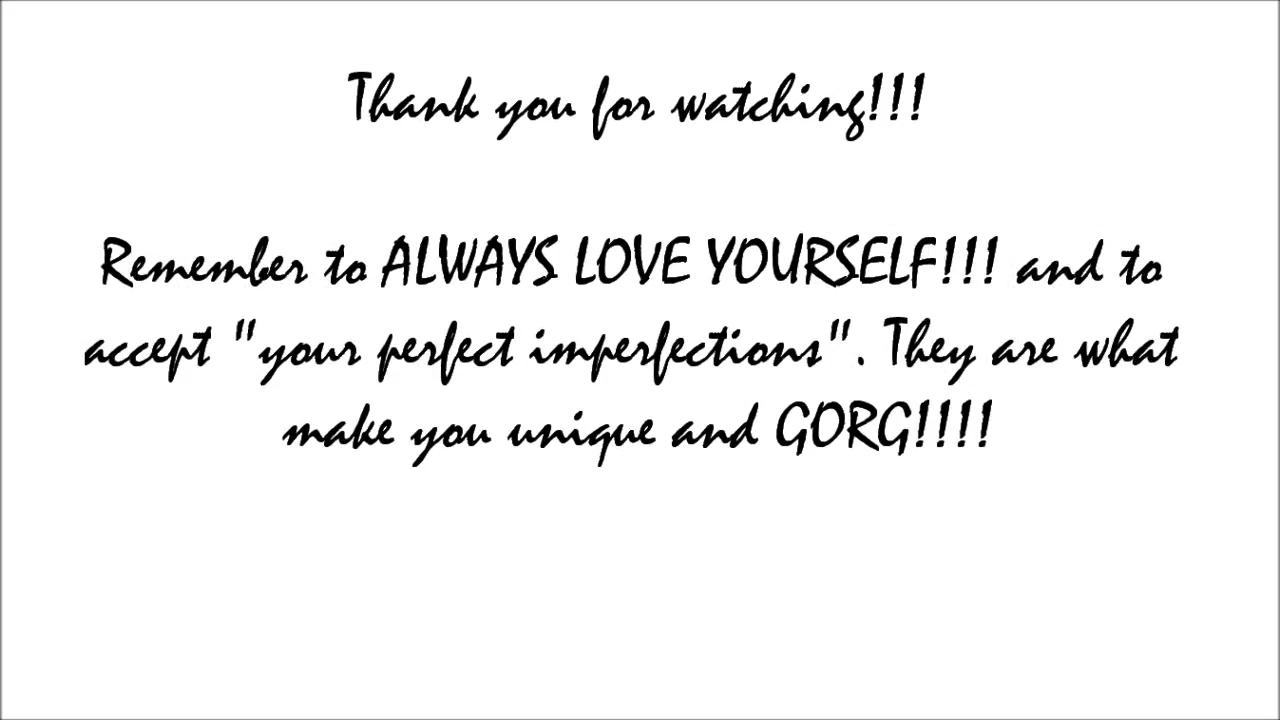 Thank you for watching!!!
Remember to ALWAYS LOVE YOURSELF!!! and to
accept "your perfect imperfections". They are what
make you unique and GORG!!!!